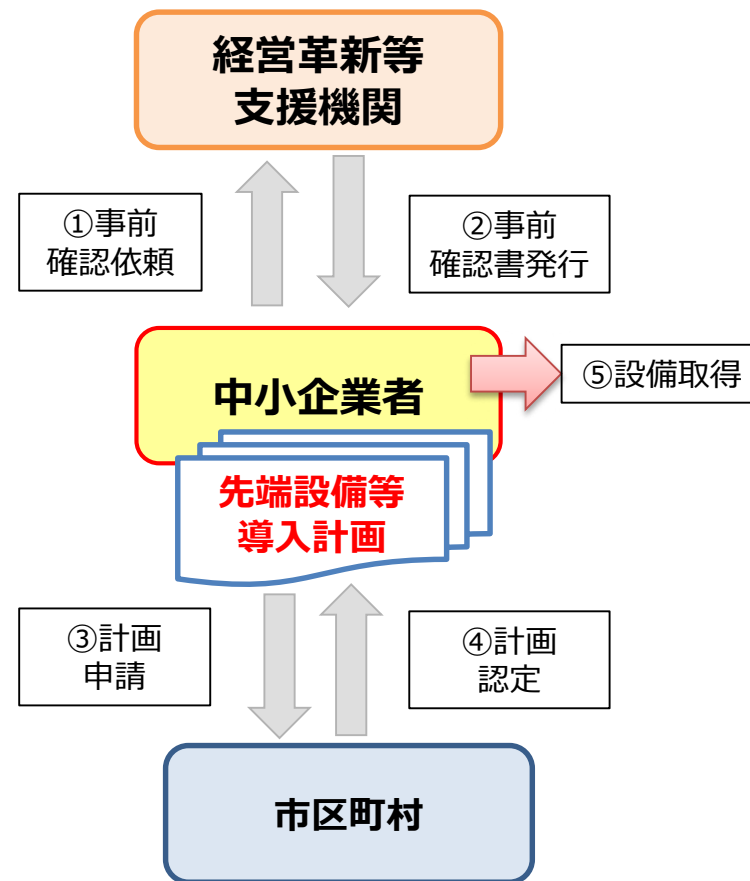 経営革新等
支援機関
①事前
確認依頼
②事前
確認書発行
中小企業者
⑤設備取得
先端設備等
導入計画
③計画
申請
④計画
認定
市区町村